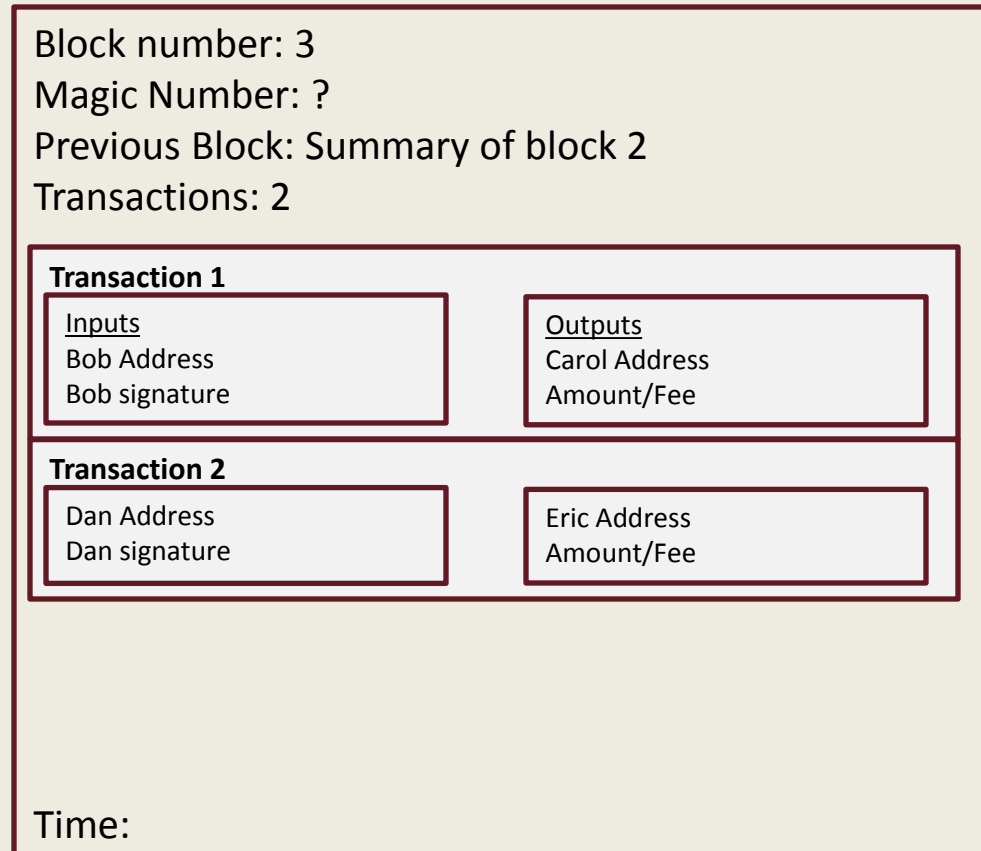 Block number: 3
Magic Number: ?
Previous Block: Summary of block 2
Transactions: 2
Transaction 1
Inputs
Bob Address
Bob signature
Outputs
Carol Address
Amount/Fee
Transaction 2
Dan Address
Dan signature
Eric Address
Amount/Fee
Time: